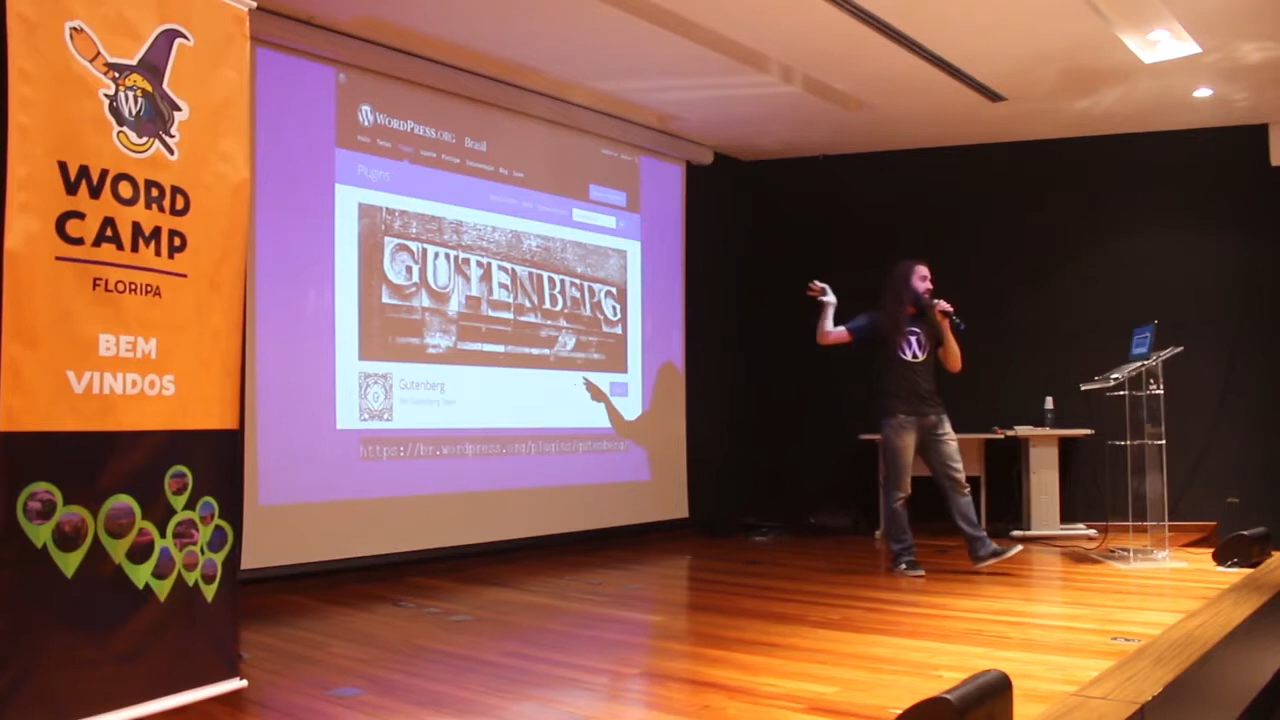 WORD
CAMP
FLORIPA
BEM
VINDOS
WORDPRESS.ORG Brasil
Plugins
GUTENBERG
Gutenberg
https://br.wordpress.org/plugins/gutenberg/